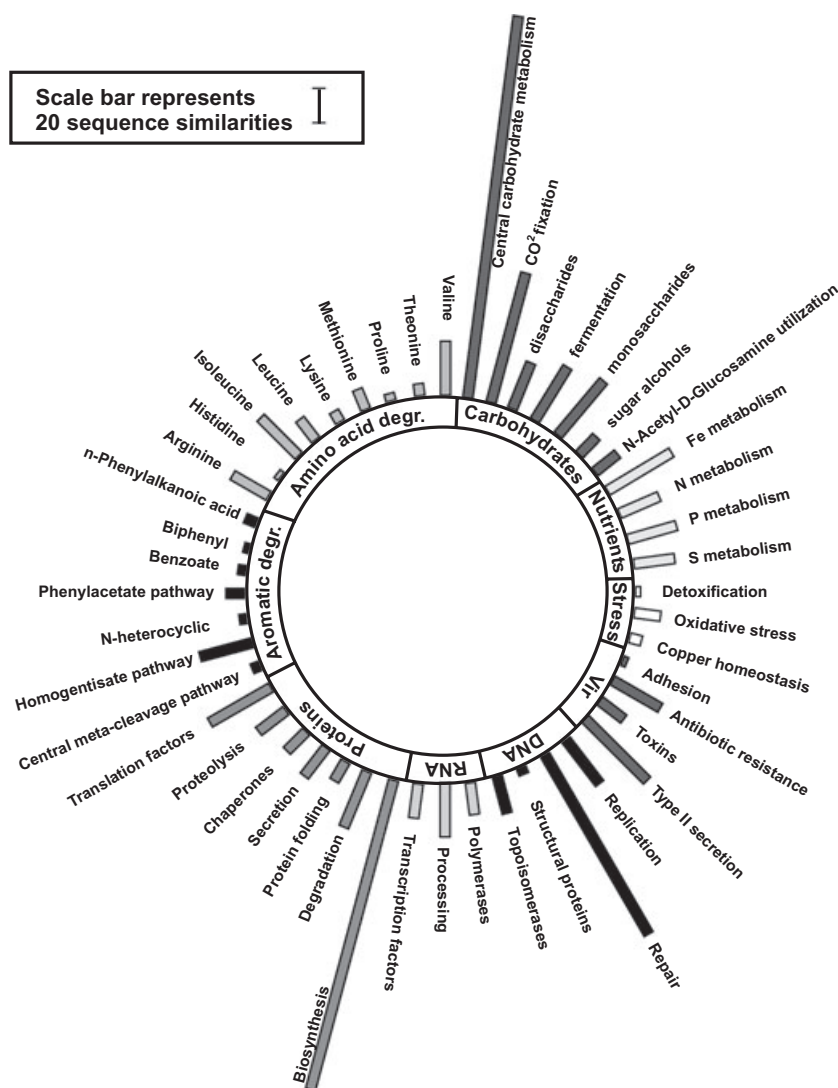 Scale bar represents
20 sequence similarities
Central carbohydrate metabolism
CO2 fixation
disaccharides
fermentation
monosaccharides
sugar alcohols
N-Acetyl-D-Glucosamine utilization
Fe metabolism
N metabolism
P metabolism
S metabolism
Detoxification
Oxidative stress
Copper homeostasis
Adhesion
Antibiotic resistance
Toxins
Type II secretion
Replication
Repair
Structural proteins
Topoisomerases
Polymerases
Processing
Transcription factors
Biosynthesis
Degradation
Protein folding
Secretion
Chaperones
Proteolysis
Translation factors
Central meta-cleavage pathway
Homogentisate pathway
N-heterocyclic
Phenylacetate pathway
Benzoate
Biphenyl
n-Phenylalkanoic acid
Arginine
Histidine
Isoleucine
Leucine
Lysine
Methionine
Proline
Theonine
Valine
Carbohydrates
Nutrients
Stress
Vir
DNA
RNA
Proteins
Aromatic degr.
Amino acid degr.